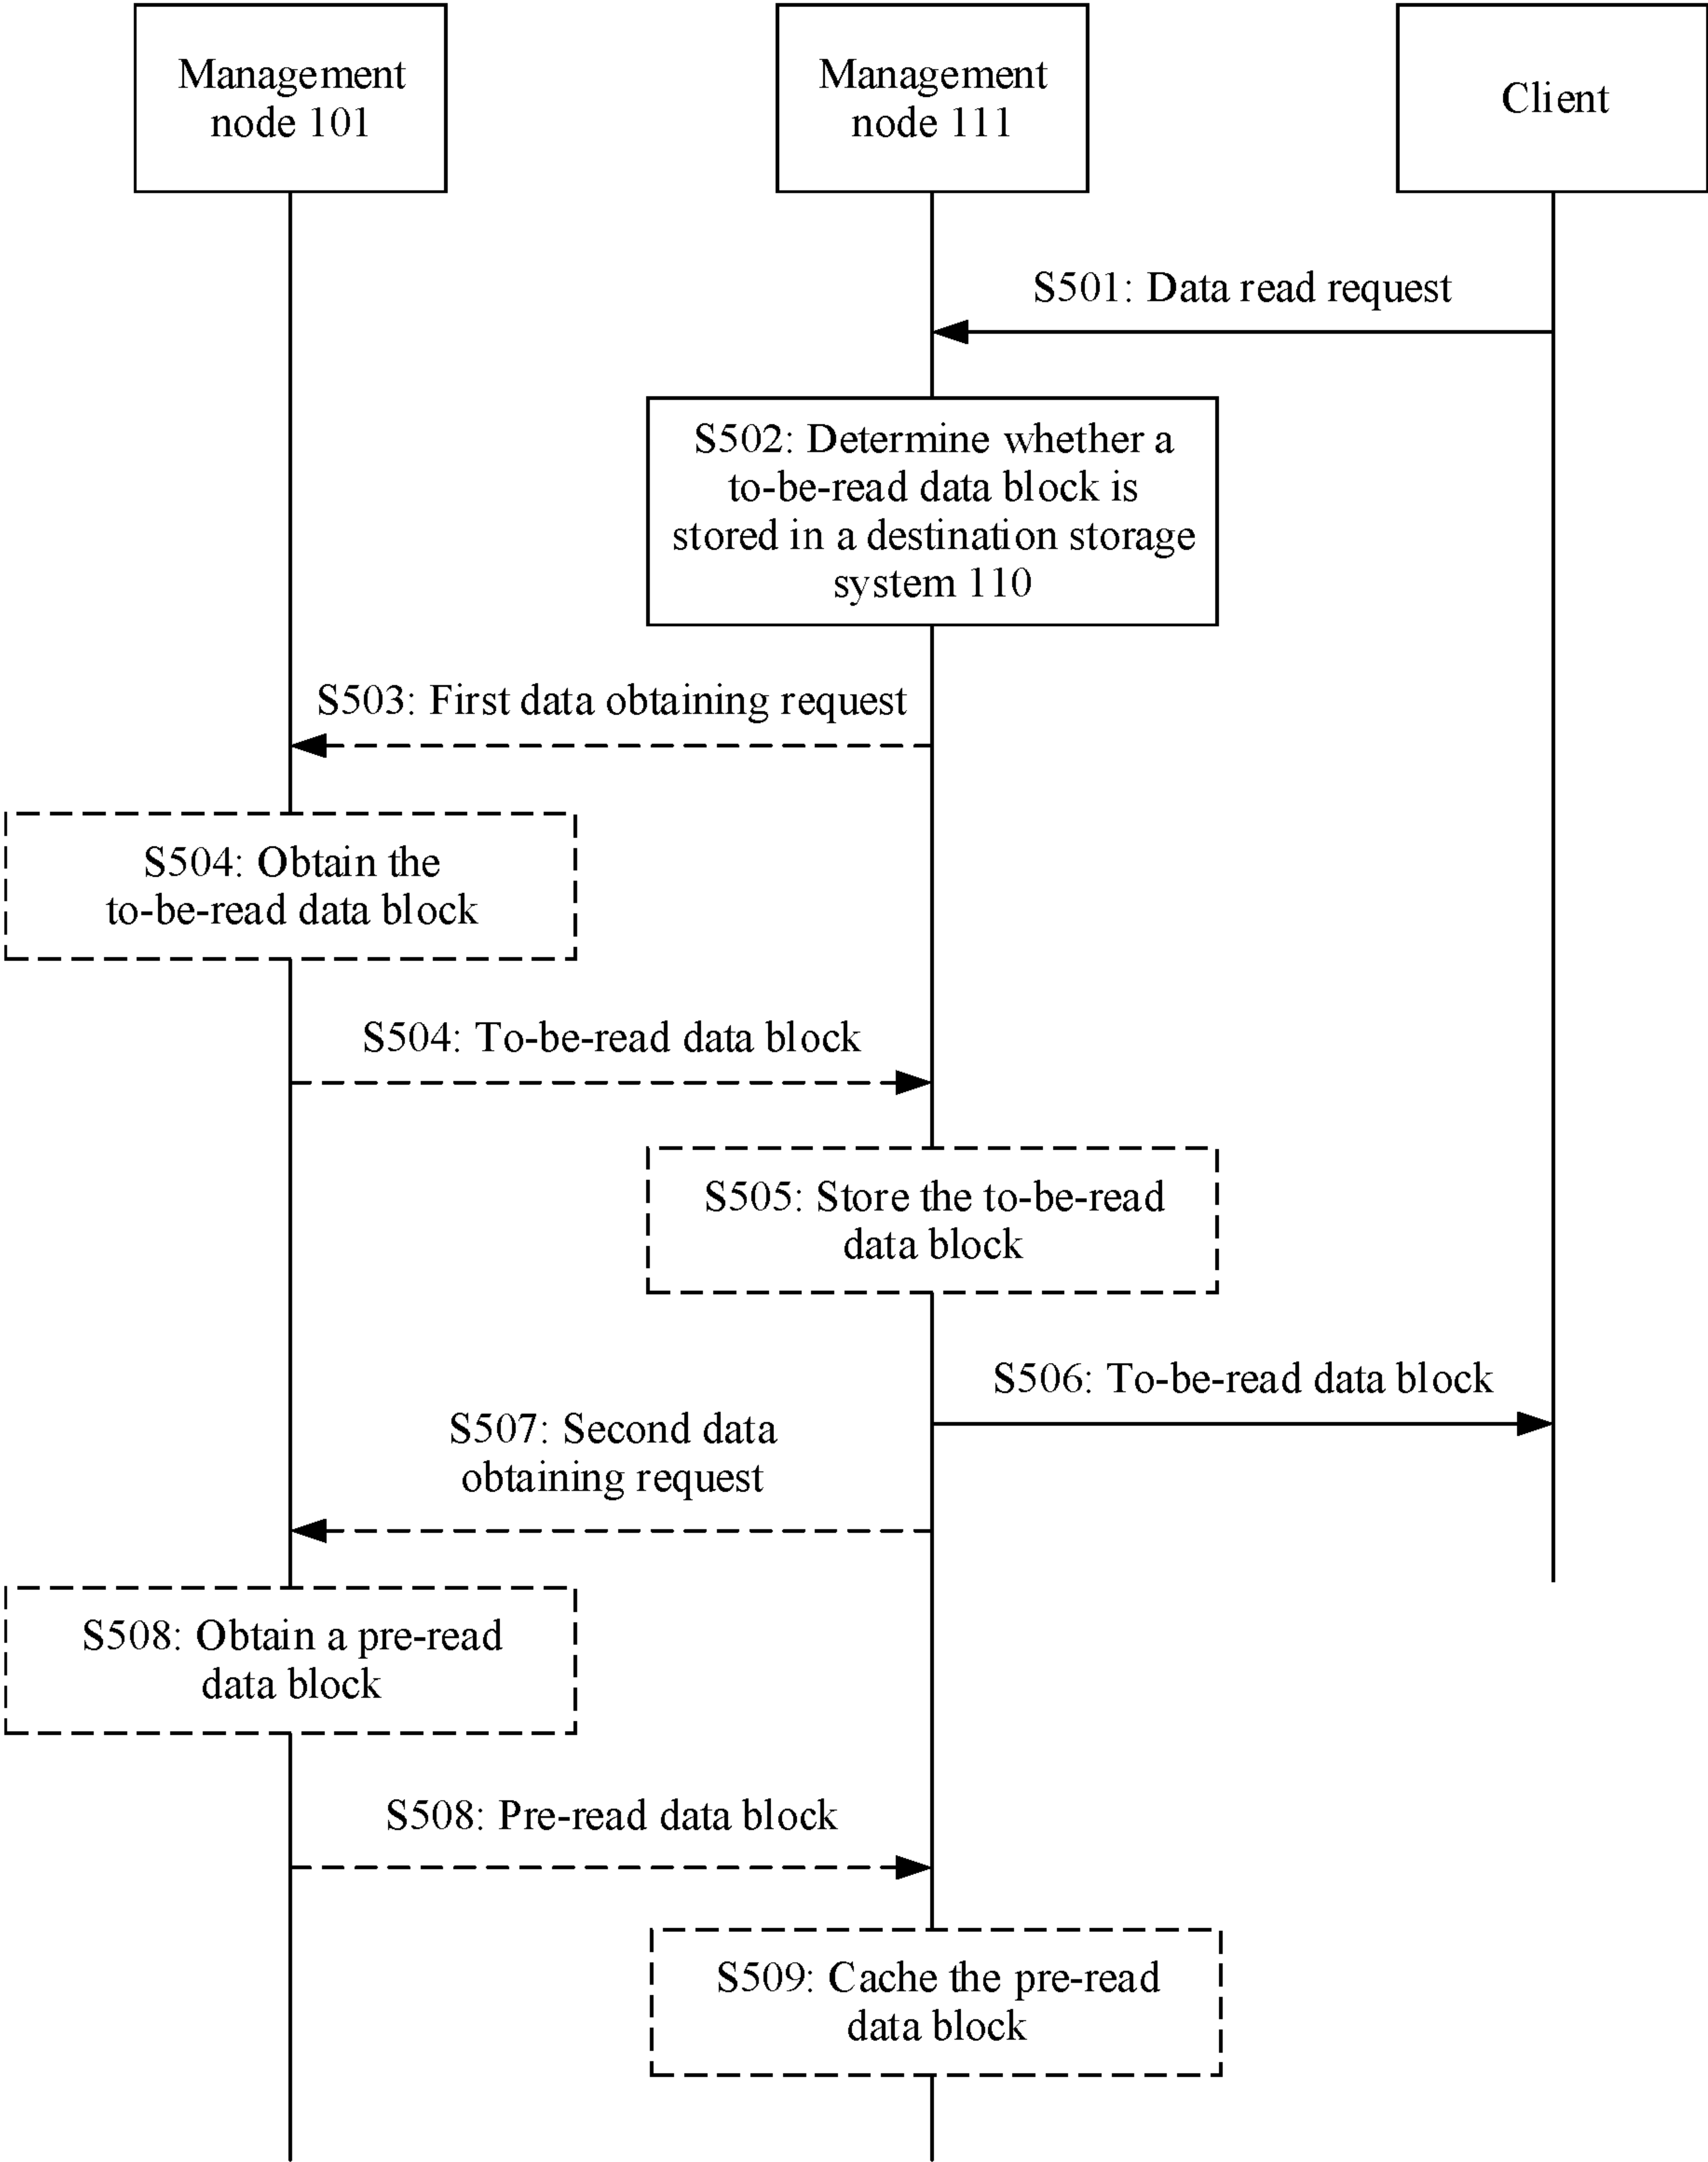 Management
node 101
Management
node 111
Client
S501: Data read request
S502: Determine whether a
to-be-read data block is
stored in a destination storage
system 110
S503: First data obtaining request
S504: Obtain the
to-be-read data block
S504: To-be-read data block
S505: Store the to-be-read
data block
S506: To-be-read data block
S507: Second data
obtaining request
S508: Obtain a pre-read
data block
S508: Pre-read data block
S509: Cache the pre-read
data block